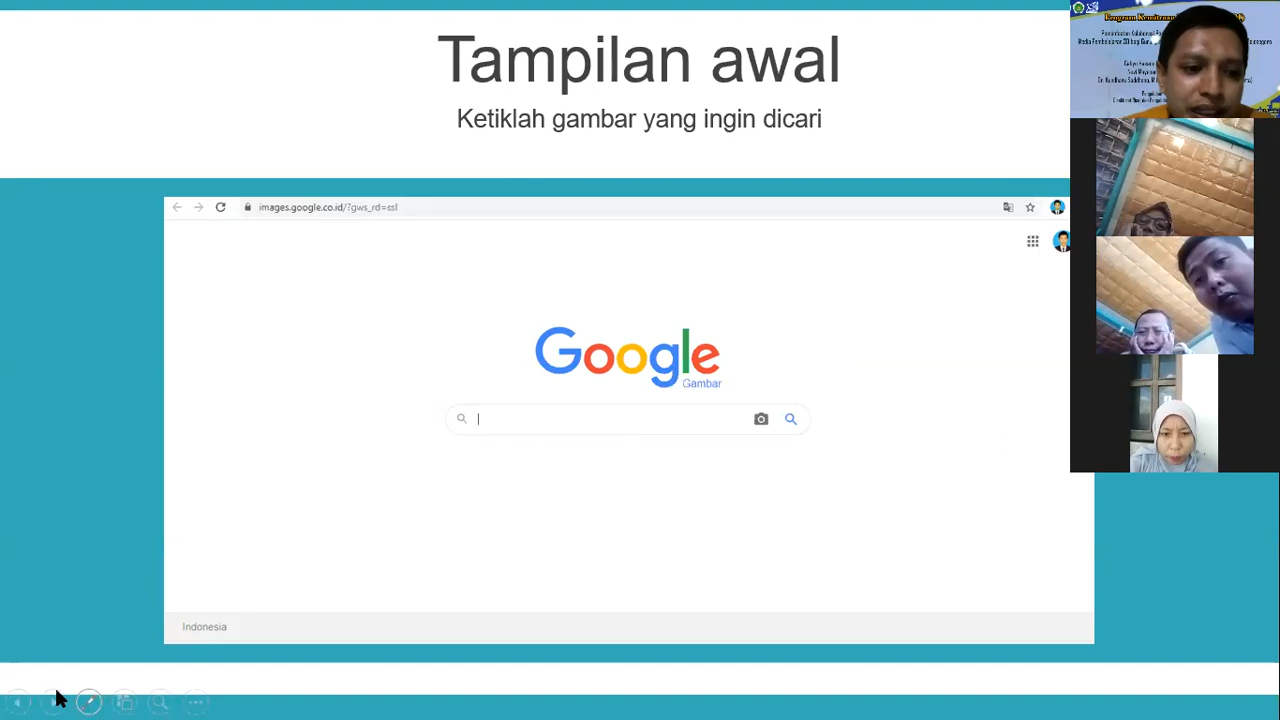 Tampilan awal
Ketiklah gambar yang ingin dicari
images.google.co.id/?gws_rd=ssl
Google
Gambar
Indonesia